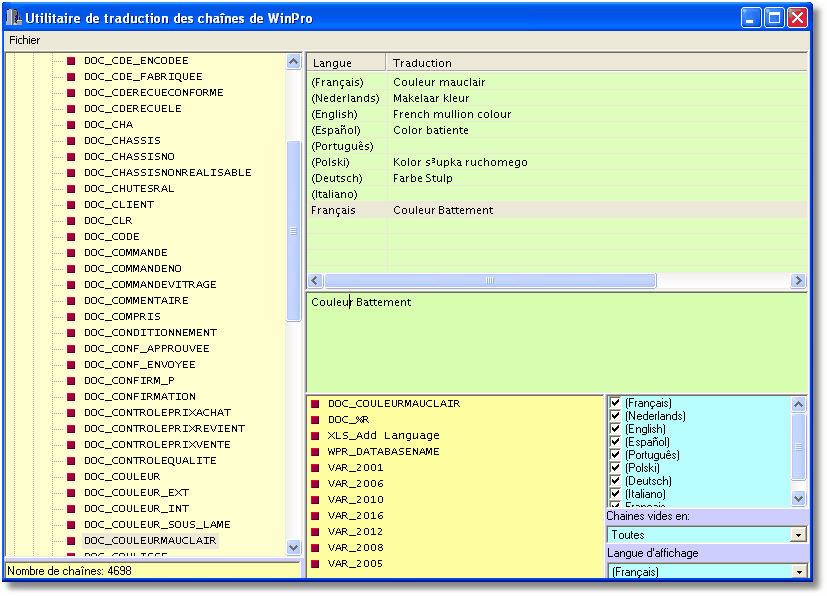 Utilitaire de traduction des chaînes de WinPro
Fichier
DOC_CDE_ENCODEE
DOC_CDE_FABRIQUEE
DOC_CDERECUECONFORME
DOC_CDERECUELE
DOC_CHA
DOC_CHASSIS
DOC_CHASSISNO
DOC_CHASSISNONREALISABLE
DOC_CHUTESRAL
DOC_CLIENT
DOC_CLR
DOC_CODE
DOC_COMMANDE
DOC_COMMANDENO
DOC_COMMANDEVITRAGE
DOC_COMMENTAIRE
DOC_COMPRIS
DOC_CONDITIONNEMENT
DOC_CONF_APPROUVEE
DOC_CONF_ENVOYEE
DOC_CONFIRM_P
DOC_CONFIRMATION
DOC_CONTROLEPRIXACHAT
DOC_CONTROLEPRIXREVIENT
DOC_CONTROLEPRIXVENTE
DOC_CONTROLEQUALITE
DOC_COULEUR
DOC_COULEUR_EXT
DOC_COULEUR_INT
DOC_COULEUR_SOUS_LAME
DOC_COULEURMAUCLAIR
DOC_COULISSE
Nombre de chaînes: 4698
Langue Traduction
(Français) Couleur mauclair
(Nederlands) Makelaar kleur
(English) French mullion colour
(Español) Color batiente
(Português)
(Polski) Kolor sªupka ruchomego
(Deutsch) Farbe Stulp
(Italiano)
Français Couleur Battement
Couleur Battement
DOC_COULEURMAUCLAIR
DOC_%R
XLS_Add Language
WPR_DATABASENAME
VAR_2001
VAR_2006
VAR_2010
VAR_2016
VAR_2012
VAR_2008
VAR_2005
(Français)
(Nederlands)
(English)
(Español)
(Português)
(Polski)
(Deutsch)
(Italiano)
Français
Chaines vides en:
Toutes
Langue d'affichage
(Français)